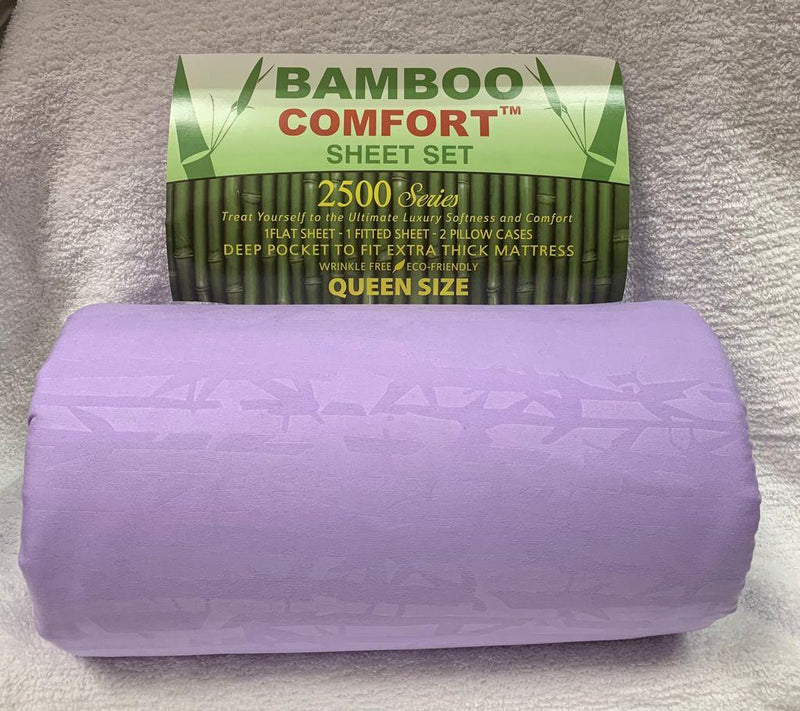 BAMBOO
COMFORT™
SHEET SET
2500 Series
Treat Yourself to the Ultimate Luxury Softness and Comfort
1FLAT SHEET - 1 FITTED SHEET - 2 PILLOW CASES
DEEP POCKET TO FIT EXTRA THICK MATTRESS
WRINKLE FREE ECO-FRIENDLY
QUEEN SIZE